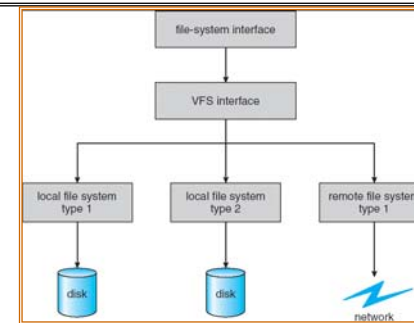 file-system interface
VFS interface
local file system
type 1
local file system
type 2
remote file system
type 1
disk
disk
network